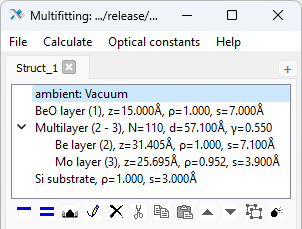 Multifitting: .../release/...
File Calculate Optical constants Help
Struct_1
ambient: Vacuum
BeO layer (1), z=15.000Å, ρ=1.000, s=7.000Å
Multilayer (2 - 3), N=110, d=57.100Å, γ=0.550
Be layer (2), z=31.405Å, ρ=1.000, s=7.100Å
Mo layer (3), z=25.695Å, ρ=0.952, s=3.900Å
Si substrate, ρ=1.000, s=3.000Å